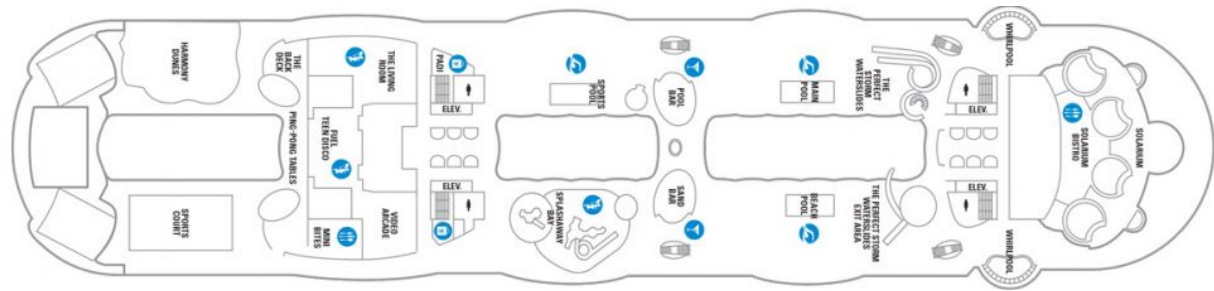 HARMONY
DUNES
THE
BACK
DECK
THE LIVING
ROOM
PADI
ELEV.
SPORTS
POOL
POOL
BAR
MAIN
POOL
THE
PERFECT
STORM
WATERSLIDES
ELEV.
WHIRLPOOL
PING-PONG TABLES
FUEL
TEEN DISCO
SOLARIUM
BISTRO
SOLARIUM
SPORTS
COURT
MINI
BITES
VIDEO
ARCADE
ELEV.
SPLASHAWAY
BAY
SAND
BAR
BEACH
POOL
THE PERFECT STORM
WATERSLIDES
EXIT AREA
ELEV.
WHIRLPOOL